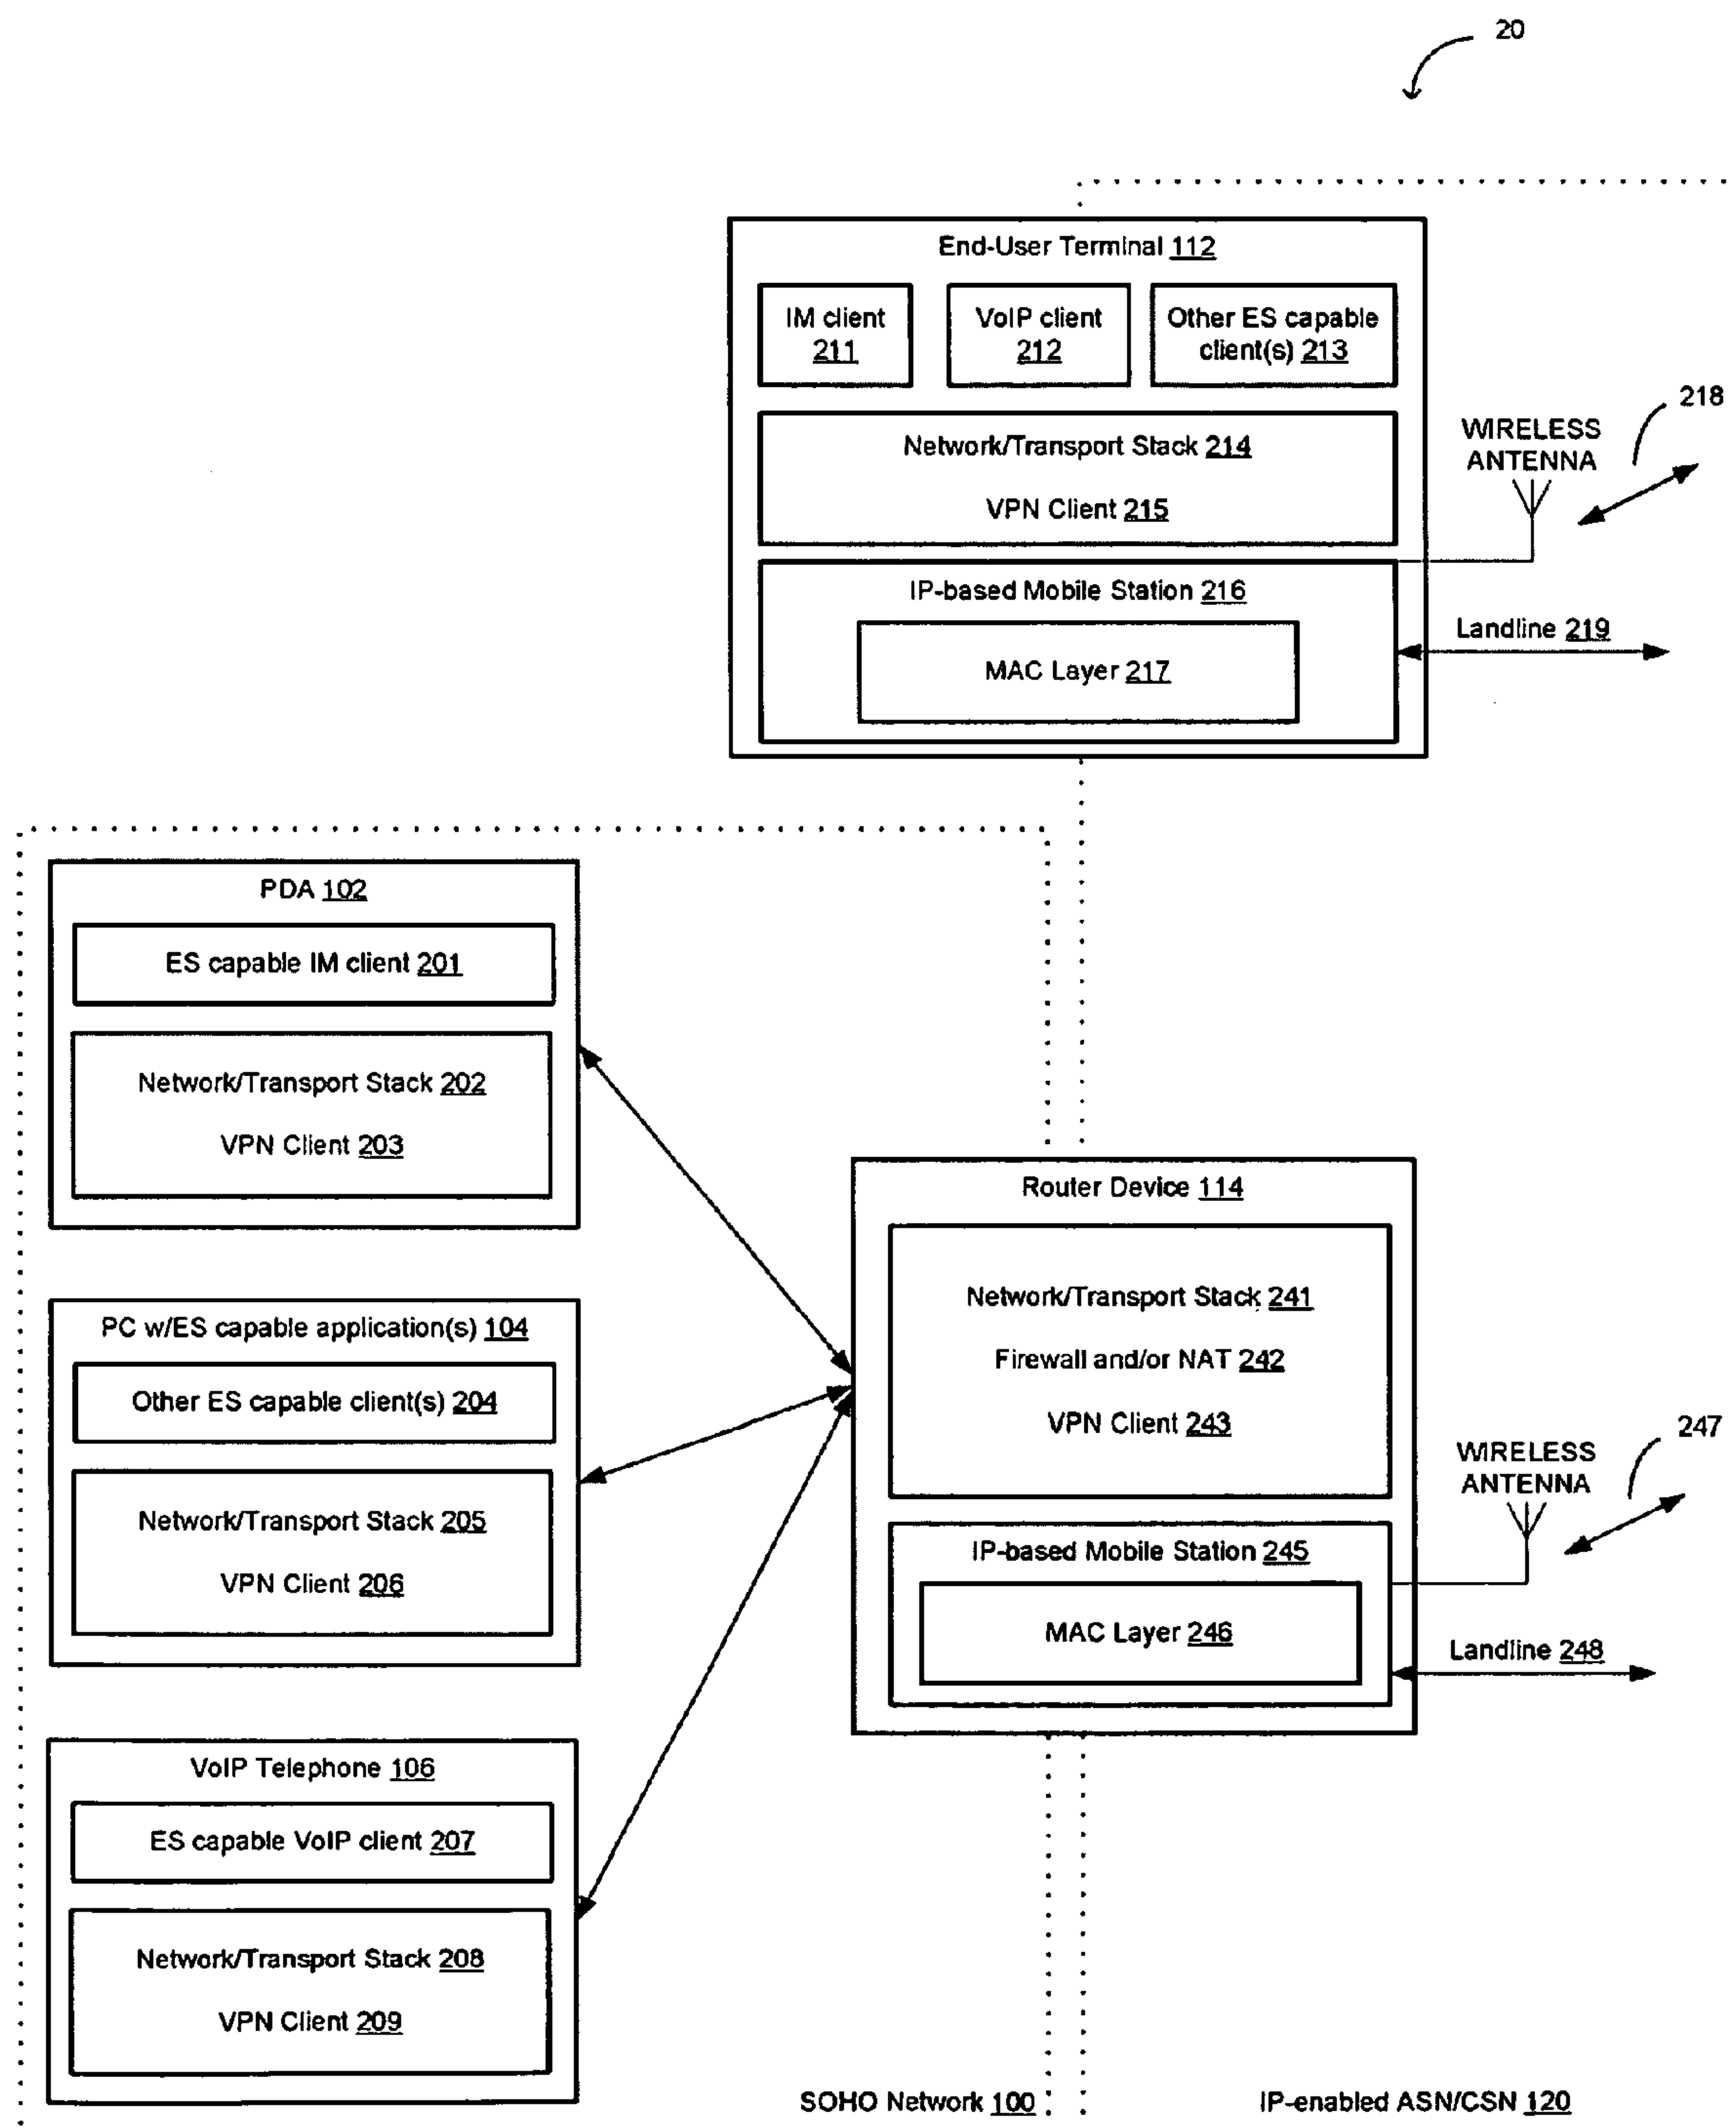 20
End-User Terminal 112
IM client
211
VoIP client
212
Other ES capable
client(s) 213
Network/Transport Stack 214
VPN Client 215
IP-based Mobile Station 216
MAC Layer 217
218
WIRELESS
ANTENNA
Landline 219
PDA 102
ES capable IM client 201
Network/Transport Stack 202
VPN Client 203
PC w/ES capable application(s) 104
Other ES capable client(s) 204
Network/Transport Stack 205
VPN Client 206
VoIP Telephone 106
ES capable VoIP client 207
Network/Transport Stack 208
VPN Client 209
Router Device 114
Network/Transport Stack 241
Firewall and/or NAT 242
VPN Client 243
IP-based Mobile Station 245
MAC Layer 246
247
WIRELESS
ANTENNA
Landline 248
SOHO Network 100
IP-enabled ASN/CSN 120